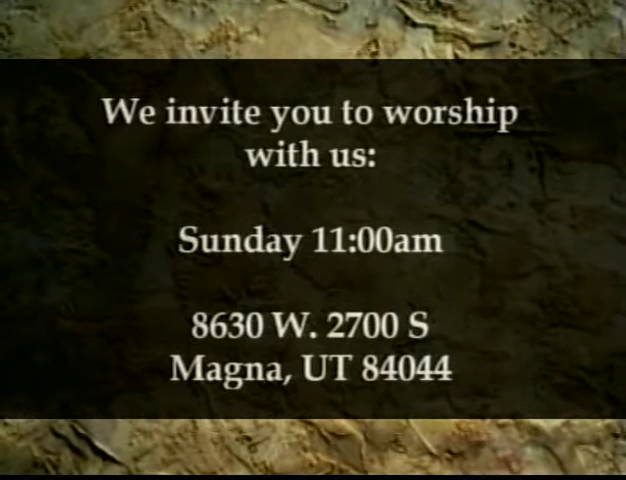 We invite you to worship
with us:
Sunday 11:00am
8630 W. 2700 S
Magna, UT 84044